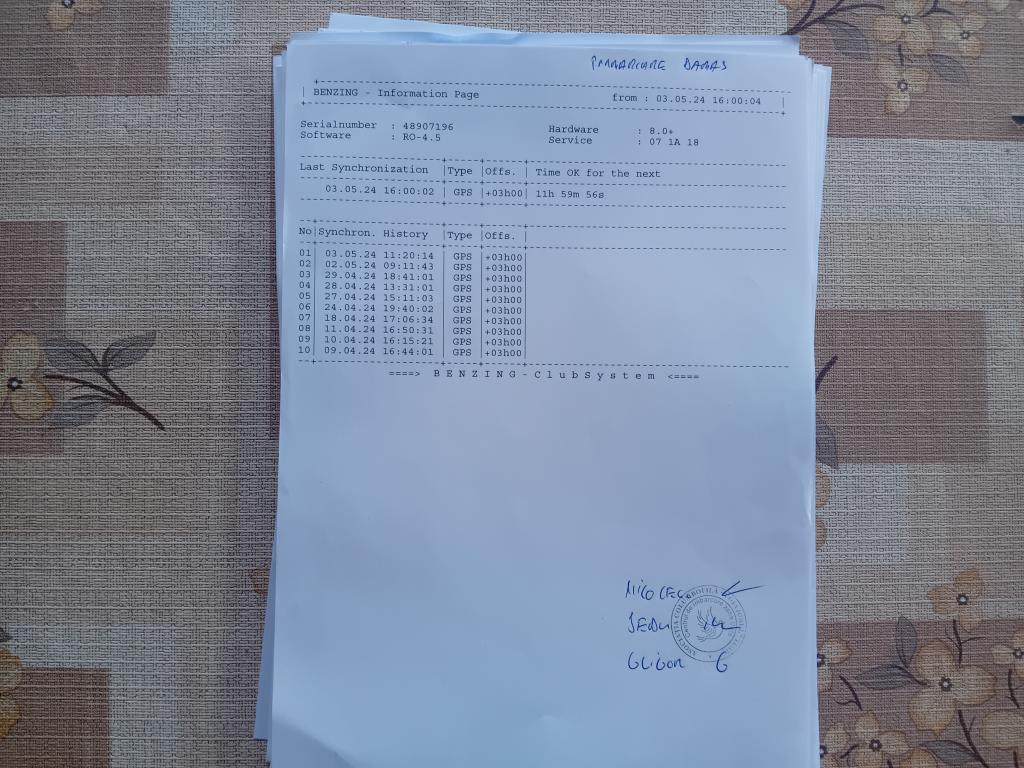 BENZING - Information Page from : 03.05.24 16:00:04
Serialnumber : 48907196 Hardware : 8.0+
Software : RO-4.5 Service : 07 1A 18
Last Synchronization |Type |Offs. | Time OK for the next
03.05.24 16:00:02 | GPS |+03h00| 11h 59m 56s
No|Synchron. History |Type |Offs. |
01| 03.05.24 11:20:14 | GPS |+03h00|
02| 02.05.24 09:11:43 | GPS |+03h00|
03| 29.04.24 18:41:01 | GPS |+03h00|
04| 28.04.24 13:31:01 | GPS |+03h00|
05| 27.04.24 15:11:03 | GPS |+03h00|
06| 24.04.24 19:40:02 | GPS |+03h00|
07| 18.04.24 17:06:34 | GPS |+03h00|
08| 11.04.24 16:50:31 | GPS |+03h00|
09| 10.04.24 16:15:21 | GPS |+03h00|
10| 09.04.24 16:44:01 | GPS |+03h00|
====> B E N Z I N G - C l u b S y s t e m <====
GLIGOR G